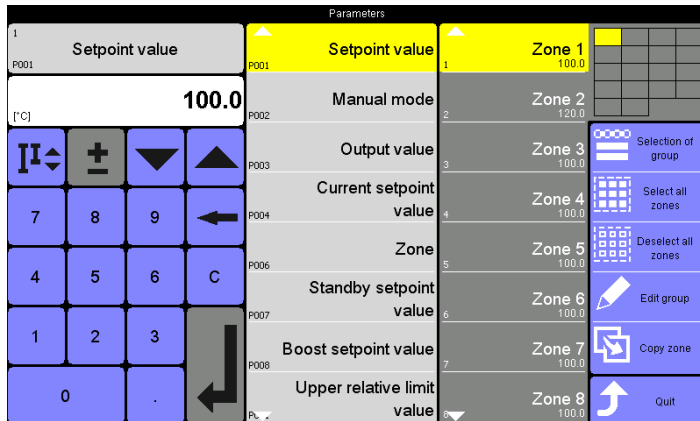 Parameters
1
Setpoint value
P001
100.0
[°C]
7
8
9
4
5
6
C
1
2
3
0
.
Setpoint value
P001
Manual mode
P002
Output value
P003
Current setpoint
value
P004
Zone
P006
Standby setpoint
value
P007
Boost setpoint value
P008
Upper relative limit
value
Zone 1
1
100.0
Zone 2
2
120.0
Zone 3
3
100.0
Zone 4
4
100.0
Zone 5
5
100.0
Zone 6
6
100.0
Zone 7
7
100.0
Zone 8
8
100.0
Selection of
group
Select all
zones
Deselect all
zones
Edit group
Copy zone
Quit